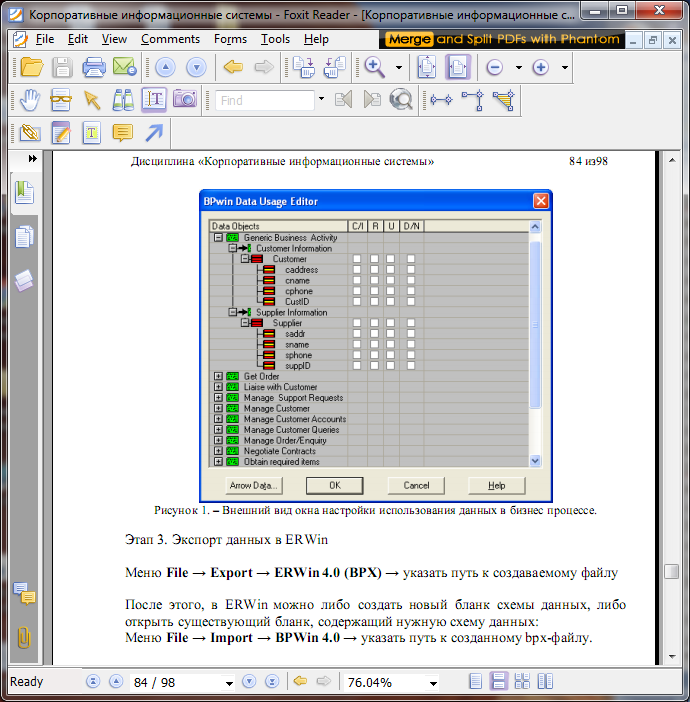 Корпоративные информационные системы - Foxit Reader - [Корпоративные информационные с...
File Edit View Comments Forms Tools Help
Merge and Split PDFs with Phantom
Find
Дисциплина «Корпоративные информационные системы» 84 из98
BPwin Data Usage Editor
Data Objects C/I R U D/N
Generic Business Activity
Customer Information
Customer
caddress
cname
cphone
CustID
Supplier Information
Supplier
saddr
sname
sphone
suppID
Get Order
Liaise with Customer
Manage Support Requests
Manage Customer
Manage Customer Accounts
Manage Customer Queries
Manage Order/Enquiry
Negotiate Contracts
Obtain required items
Arrow Data... OK Cancel Help
Рисунок 1. – Внешний вид окна настройки использования данных в бизнес процессе.
Этап 3. Экспорт данных в ERWin
Меню File → Export → ERWin 4.0 (BPX) → указать путь к создаваемому файлу
После этого, в ERWin можно либо создать новый бланк схемы данных, либо
открыть существующий бланк, содержащий нужную схему данных:
Меню File → Import → BPWin 4.0 → указать путь к созданному bpx-файлу.
Ready 84 / 98 76.04%